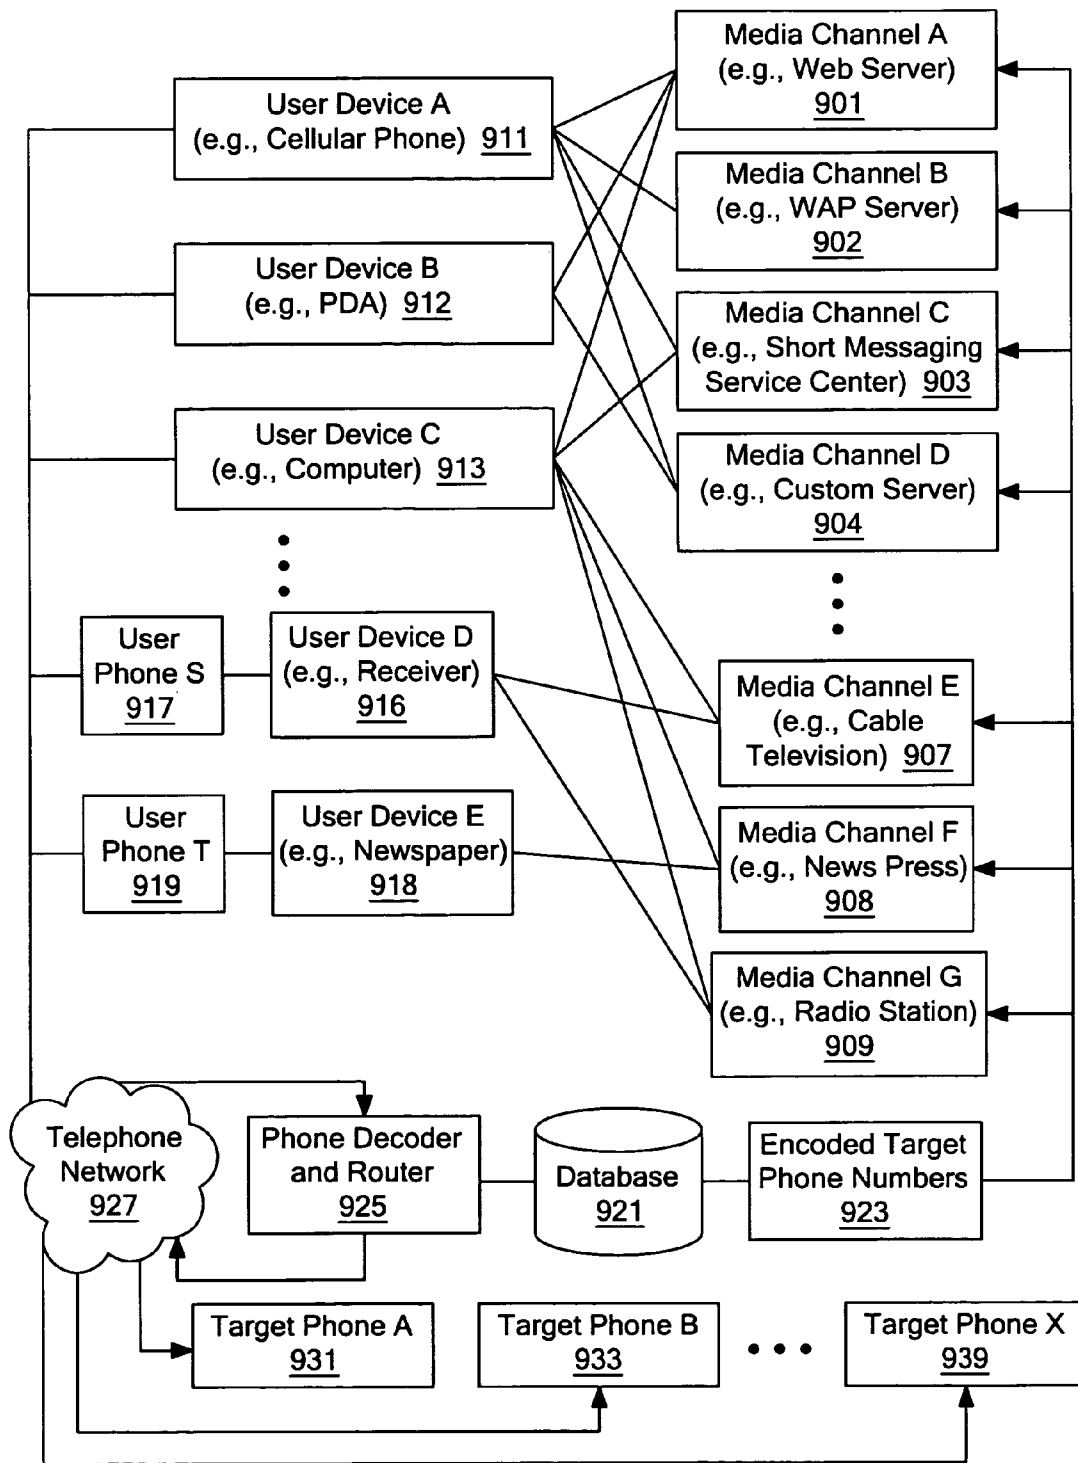 User Device A
(e.g., Cellular Phone) 911
User Device B
(e.g., PDA) 912
User Device C
(e.g., Computer) 913
User
Phone S
917
User Device D
(e.g., Receiver)
916
User
Phone T
919
User Device E
(e.g., Newspaper)
918
Media Channel A
(e.g., Web Server)
901
Media Channel B
(e.g., WAP Server)
902
Media Channel C
(e.g., Short Messaging
Service Center) 903
Media Channel D
(e.g., Custom Server)
904
Media Channel E
(e.g., Cable
Television) 907
Media Channel F
(e.g., News Press)
908
Media Channel G
(e.g., Radio Station)
909
Telephone
Network
927
Phone Decoder
and Router
925
Database
921
Encoded Target
Phone Numbers
923
Target Phone A
931
Target Phone B
933
Target Phone X
939